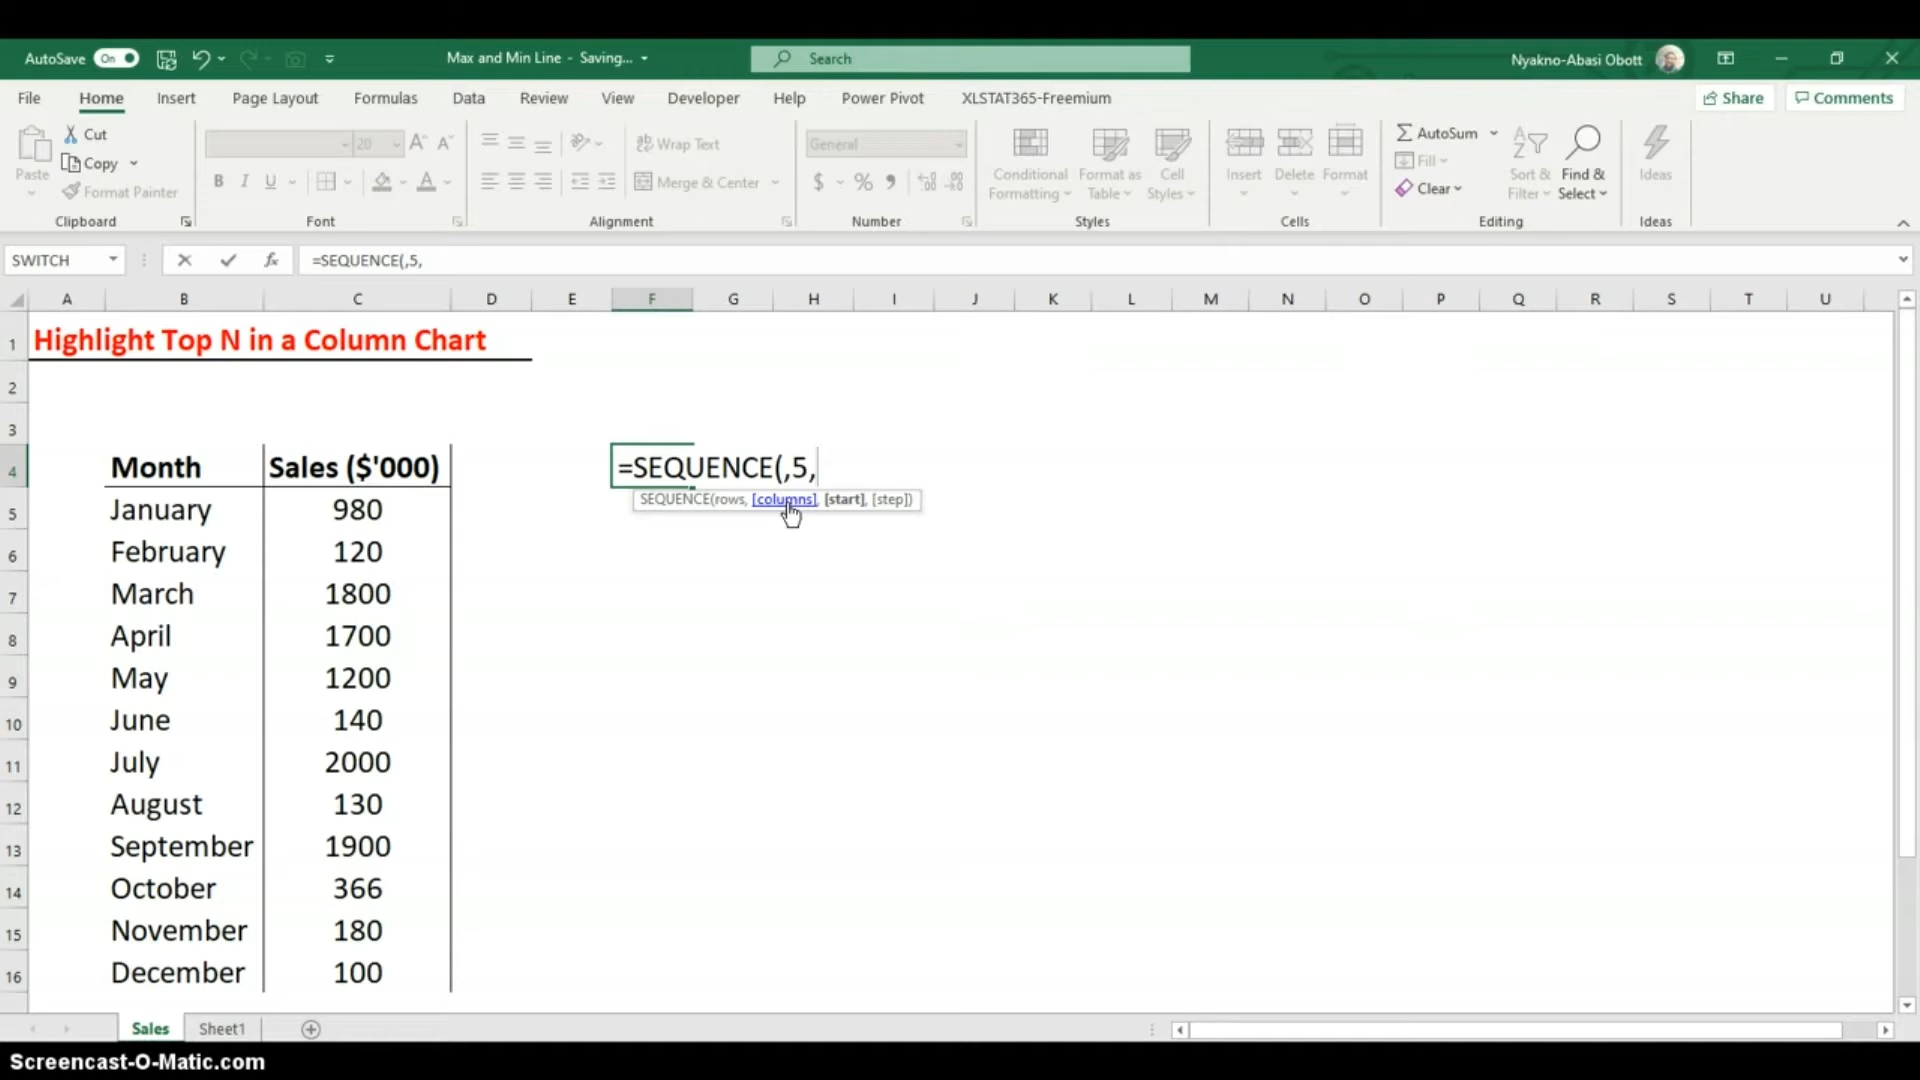 AutoSave On Max and Min Line - Saving... Search Nyakno-Abasi Obott
File Home Insert Page Layout Formulas Data Review View Developer Help Power Pivot XLSTAT365-Freemium Share Comments
Paste Cut Copy Format Painter
Clipboard
20 A A
B I U A
Font
Wrap Text
Merge & Center
Alignment
General
$ % 9
Number
Conditional Formatting Format as Table Cell Styles
Styles
Insert Delete Format
Cells
AutoSum Fill Clear Sort & Filter Find & Select
Editing
Ideas
Ideas
SWITCH fx =SEQUENCE(,5,
A B C D E F G H I J K L M N O P Q R S T U
1 Highlight Top N in a Column Chart
2
3
4 Month Sales ($'000) =SEQUENCE(,5,
SEQUENCE(rows, [columns], [start], [step])
5 January 980
6 February 120
7 March 1800
8 April 1700
9 May 1200
10 June 140
11 July 2000
12 August 130
13 September 1900
14 October 366
15 November 180
16 December 100
Sales Sheet1
Screencast-O-Matic.com